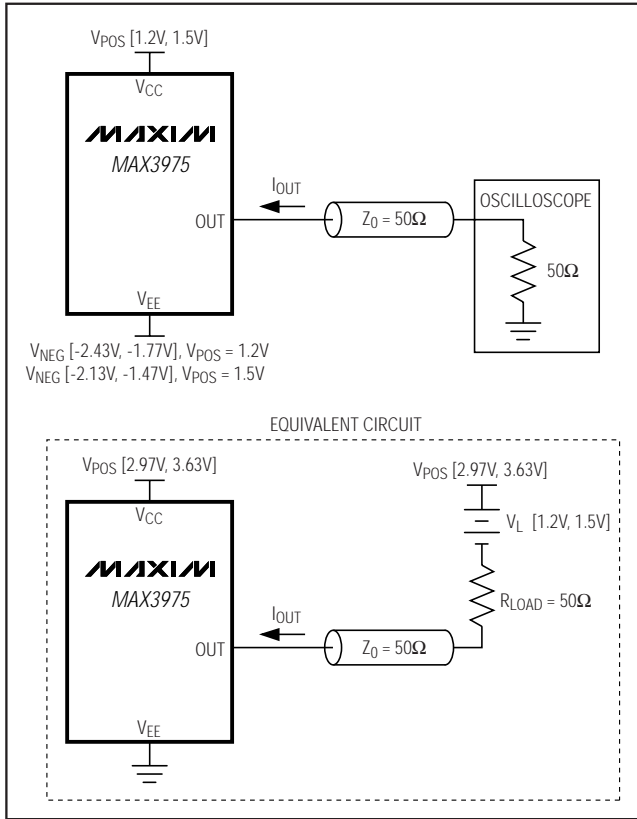 VPOS [1.2V, 1.5V]
VCC
MAXIM
MAX3975
IOUT
OUT
Z0 = 50Ω
OSCILLOSCOPE
50Ω
VEE
VNEG [-2.43V, -1.77V], VPOS = 1.2V
VNEG [-2.13V, -1.47V], VPOS = 1.5V
EQUIVALENT CIRCUIT
VPOS [2.97V, 3.63V]
VPOS [2.97V, 3.63V]
VCC
VL [1.2V, 1.5V]
MAXIM
MAX3975
RLOAD = 50Ω
IOUT
OUT
Z0 = 50Ω
VEE